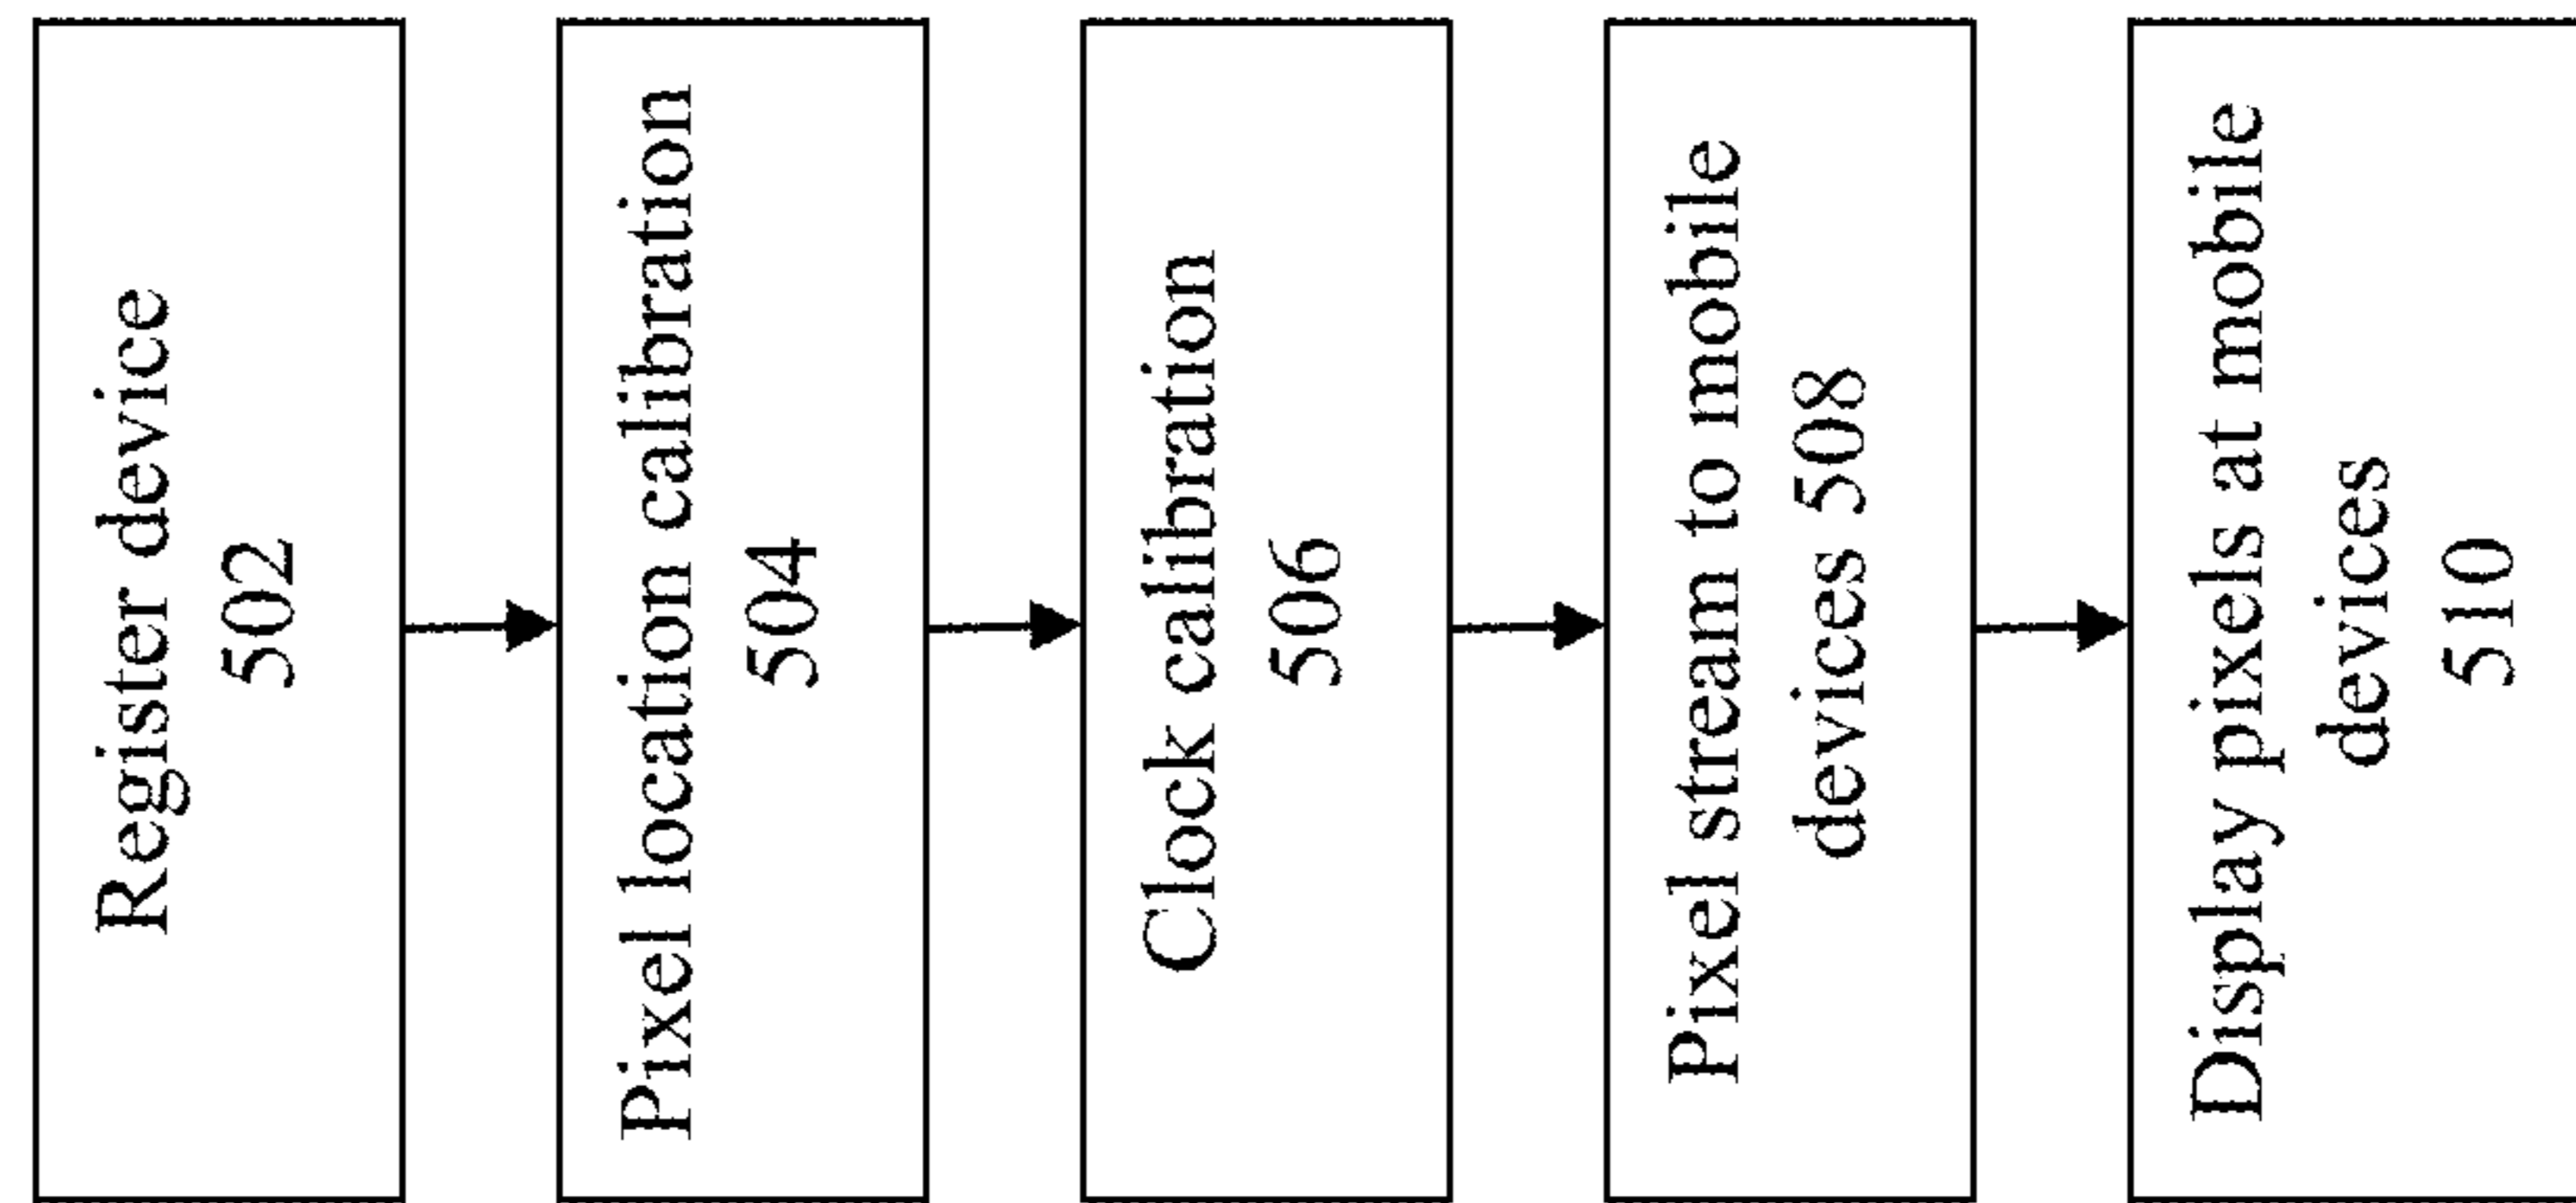 Register device
502
Pixel location calibration
504
Clock calibration
506
Pixel stream to mobile
devices 508
Display pixels at mobile
devices
510